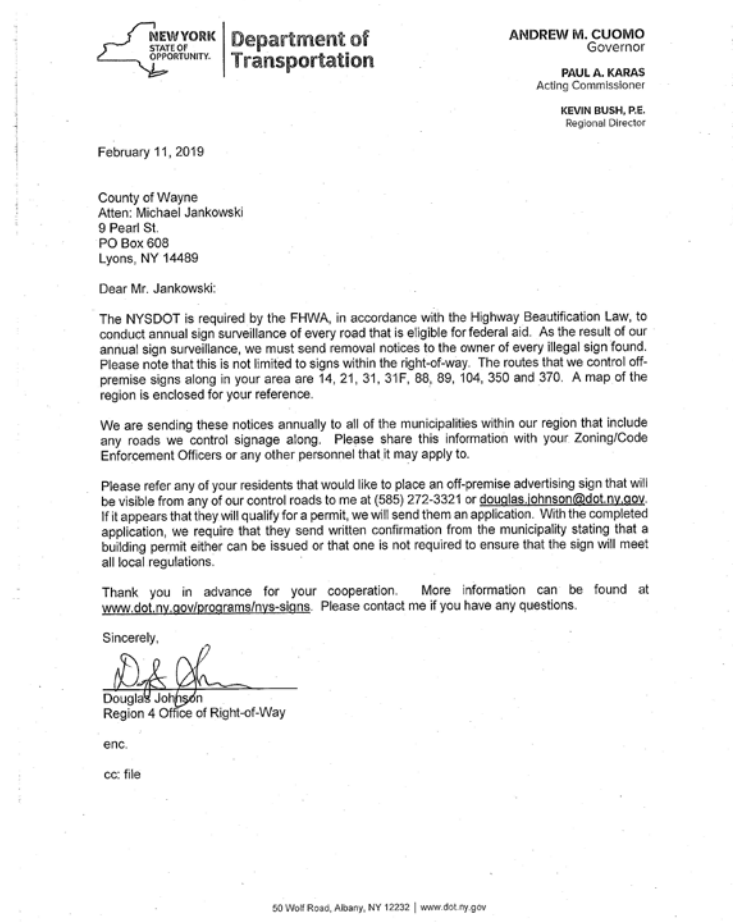 NEW YORK
STATE OF
OPPORTUNITY.
Department of
Transportation
ANDREW M. CUOMO
Governor
PAUL A. KARAS
Acting Commissioner
KEVIN BUSH, P.E.
Regional Director
February 11, 2019
County of Wayne
Atten: Michael Jankowski
9 Pearl St.
PO Box 608
Lyons, NY 14489
Dear Mr. Jankowski:
The NYSDOT is required by the FHWA, in accordance with the Highway Beautification Law, to
conduct annual sign surveillance of every road that is eligible for federal aid. As the result of our
annual sign surveillance, we must send removal notices to the owner of every illegal sign found.
Please note that this is not limited to signs within the right-of-way. The routes that we control off-
premise signs along in your area are 14, 21, 31, 31F, 88, 89, 104, 350 and 370. A map of the
region is enclosed for your reference.
We are sending these notices annually to all of the municipalities within our region that include
any roads we control signage along. Please share this information with your Zoning/Code
Enforcement Officers or any other personnel that it may apply to.
Please refer any of your residents that would like to place an off-premise advertising sign that will
be visible from any of our control roads to me at (585) 272-3321 or douglas.johnson@dot.ny.gov.
If it appears that they will qualify for a permit, we will send them an application. With the completed
application, we require that they send written confirmation from the municipality stating that a
building permit either can be issued or that one is not required to ensure that the sign will meet
all local regulations.
Thank you in advance for your cooperation. More information can be found at
www.dot.ny.gov/programs/nys-signs. Please contact me if you have any questions.
Sincerely,
Douglas Johnson
Region 4 Office of Right-of-Way
enc.
cc: file
50 Wolf Road, Albany, NY 12232 | www.dot.ny.gov